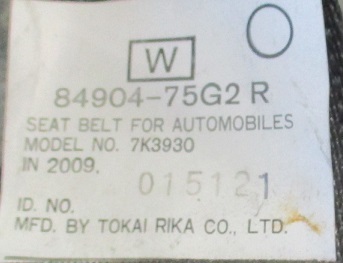 W
84904-75G2 R
SEAT BELT FOR AUTOMOBILES
MODEL NO. 7K3930
IN 2009.
015121
ID. NO.
MFD. BY TOKAI RIKA CO., LTD.